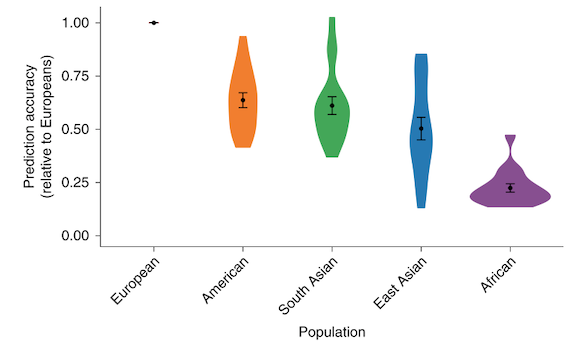 Prediction accuracy
(relative to Europeans)
1.00
0.75
0.50
0.25
0.00
European
American
South Asian
East Asian
African
Population